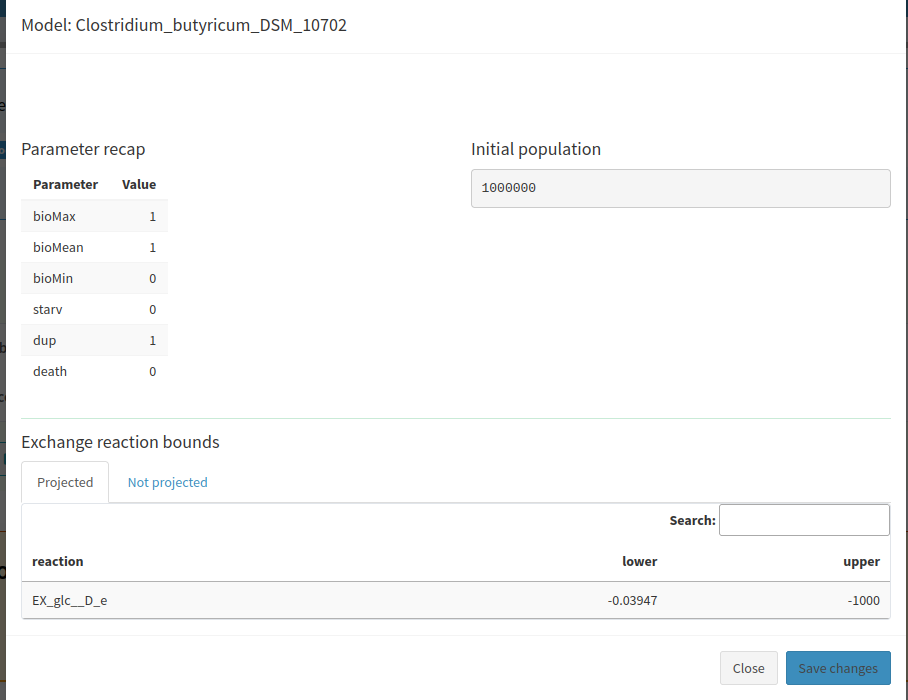 Model: Clostridium_butyricum_DSM_10702
Parameter recap
Parameter Value
bioMax 1
bioMean 1
bioMin 0
starv 0
dup 1
death 0
Initial population
1000000
Exchange reaction bounds
Projected Not projected
Search:
reaction lower upper
EX_glc__D_e -0.03947 -1000
Close Save changes